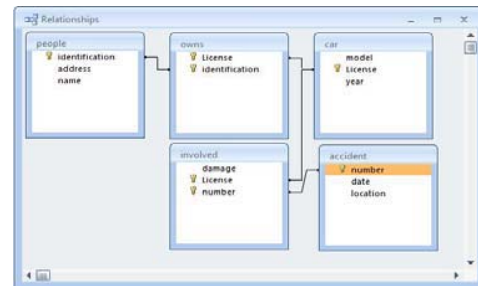 Relationships
people
identification
address
name
owns
License
identification
car
model
License
year
involved
damage
License
number
accident
number
date
location